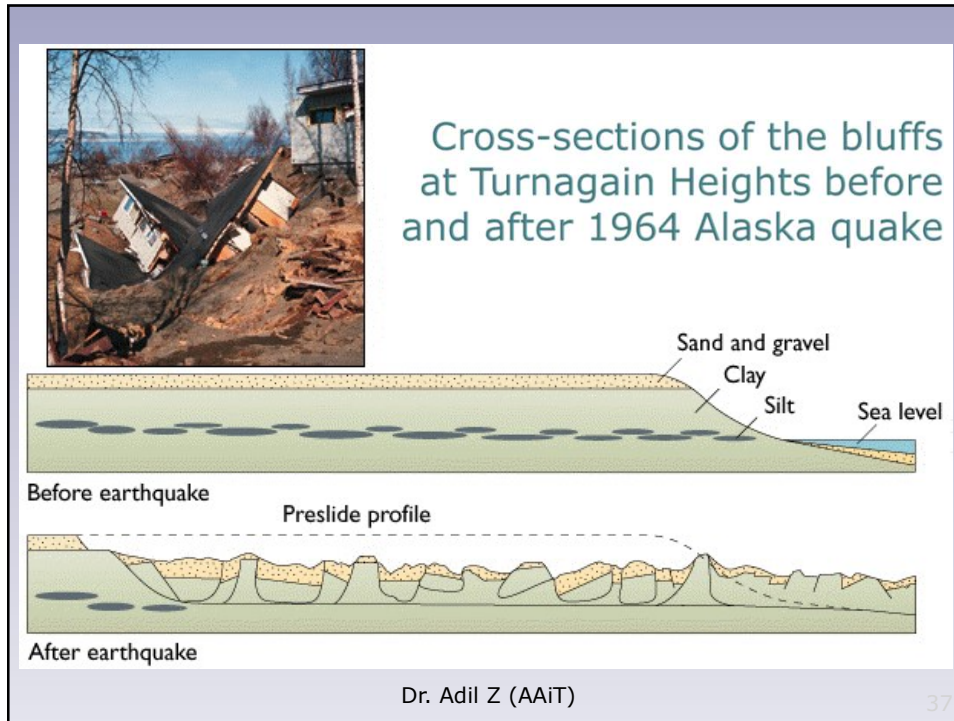 Cross-sections of the bluffs
at Turnagain Heights before
and after 1964 Alaska quake
Sand and gravel
Clay
Silt
Sea level
Before earthquake
Preslide profile
After earthquake
Dr. Adil Z (AAiT)
37